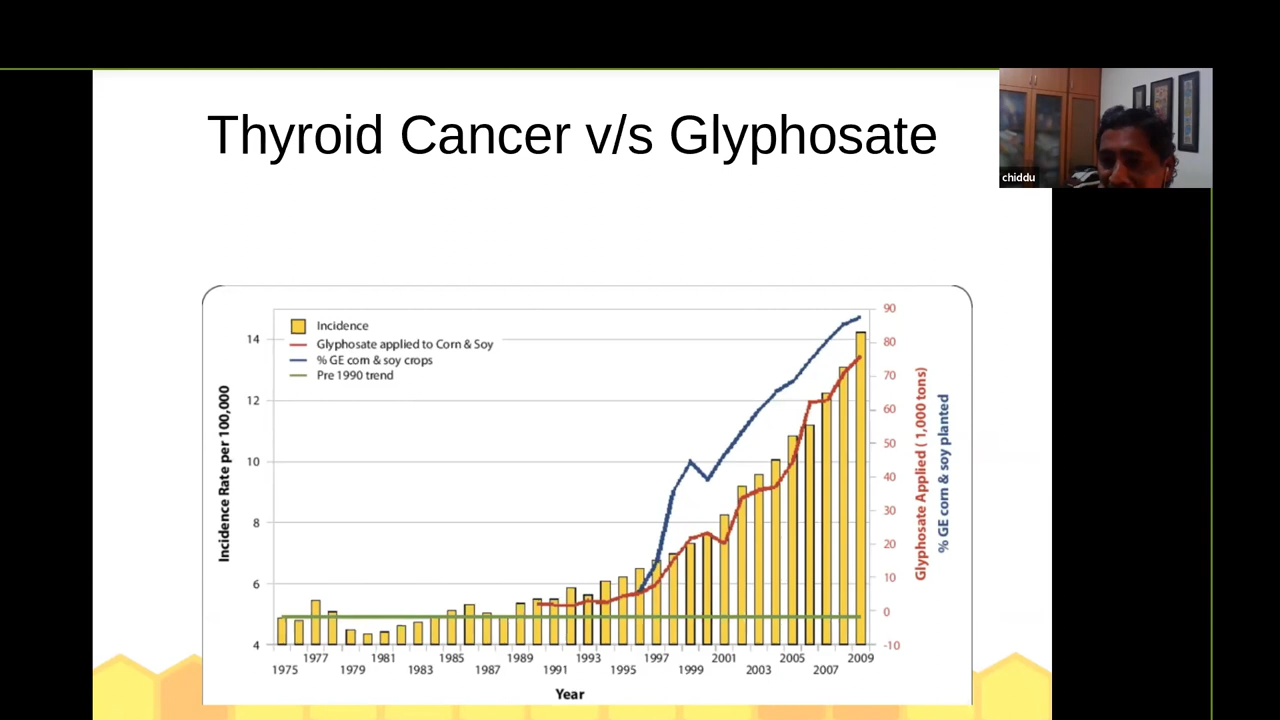 Thyroid Cancer v/s Glyphosate
chiddu
Incidence
Glyphosate applied to Corn & Soy
% GE corn & soy crops
Pre 1990 trend
Incidence Rate per 100,000
14
12
10
8
6
4
90
80
70
60
50
40
30
20
10
0
-10
Glyphosate Applied ( 1,000 tons)
% GE corn & soy planted
1977 1981 1985 1989 1993 1997 2001 2005 2009
1975 1979 1983 1987 1991 1995 1999 2003 2007
Year